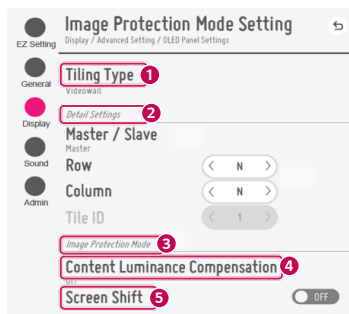 Image Protection Mode Setting
Display / Advanced Setting / OLED Panel Settings
EZ Setting
General
Display
Sound
Admin
Tiling Type 1
Videowall
Detail Settings 2
Master / Slave
Master
Row < N >
Column < N >
Tile ID < 1 >
Image Protection Mode 3
Content Luminance Compensation 4
Off
Screen Shift 5 OFF